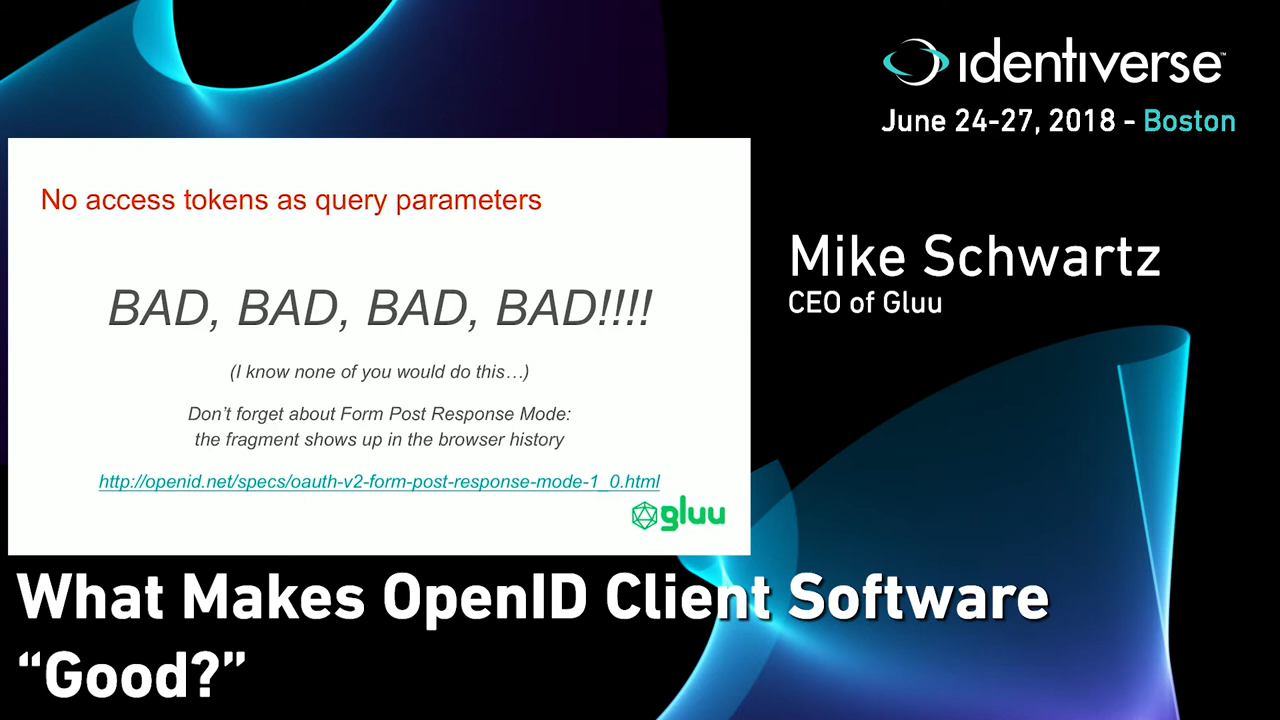 identiverse™
June 24-27, 2018 - Boston
No access tokens as query parameters
BAD, BAD, BAD, BAD!!!!
(I know none of you would do this…)
Don’t forget about Form Post Response Mode:
the fragment shows up in the browser history
http://openid.net/specs/oauth-v2-form-post-response-mode-1_0.html
gluu
Mike Schwartz
CEO of Gluu
What Makes OpenID Client Software
“Good?”